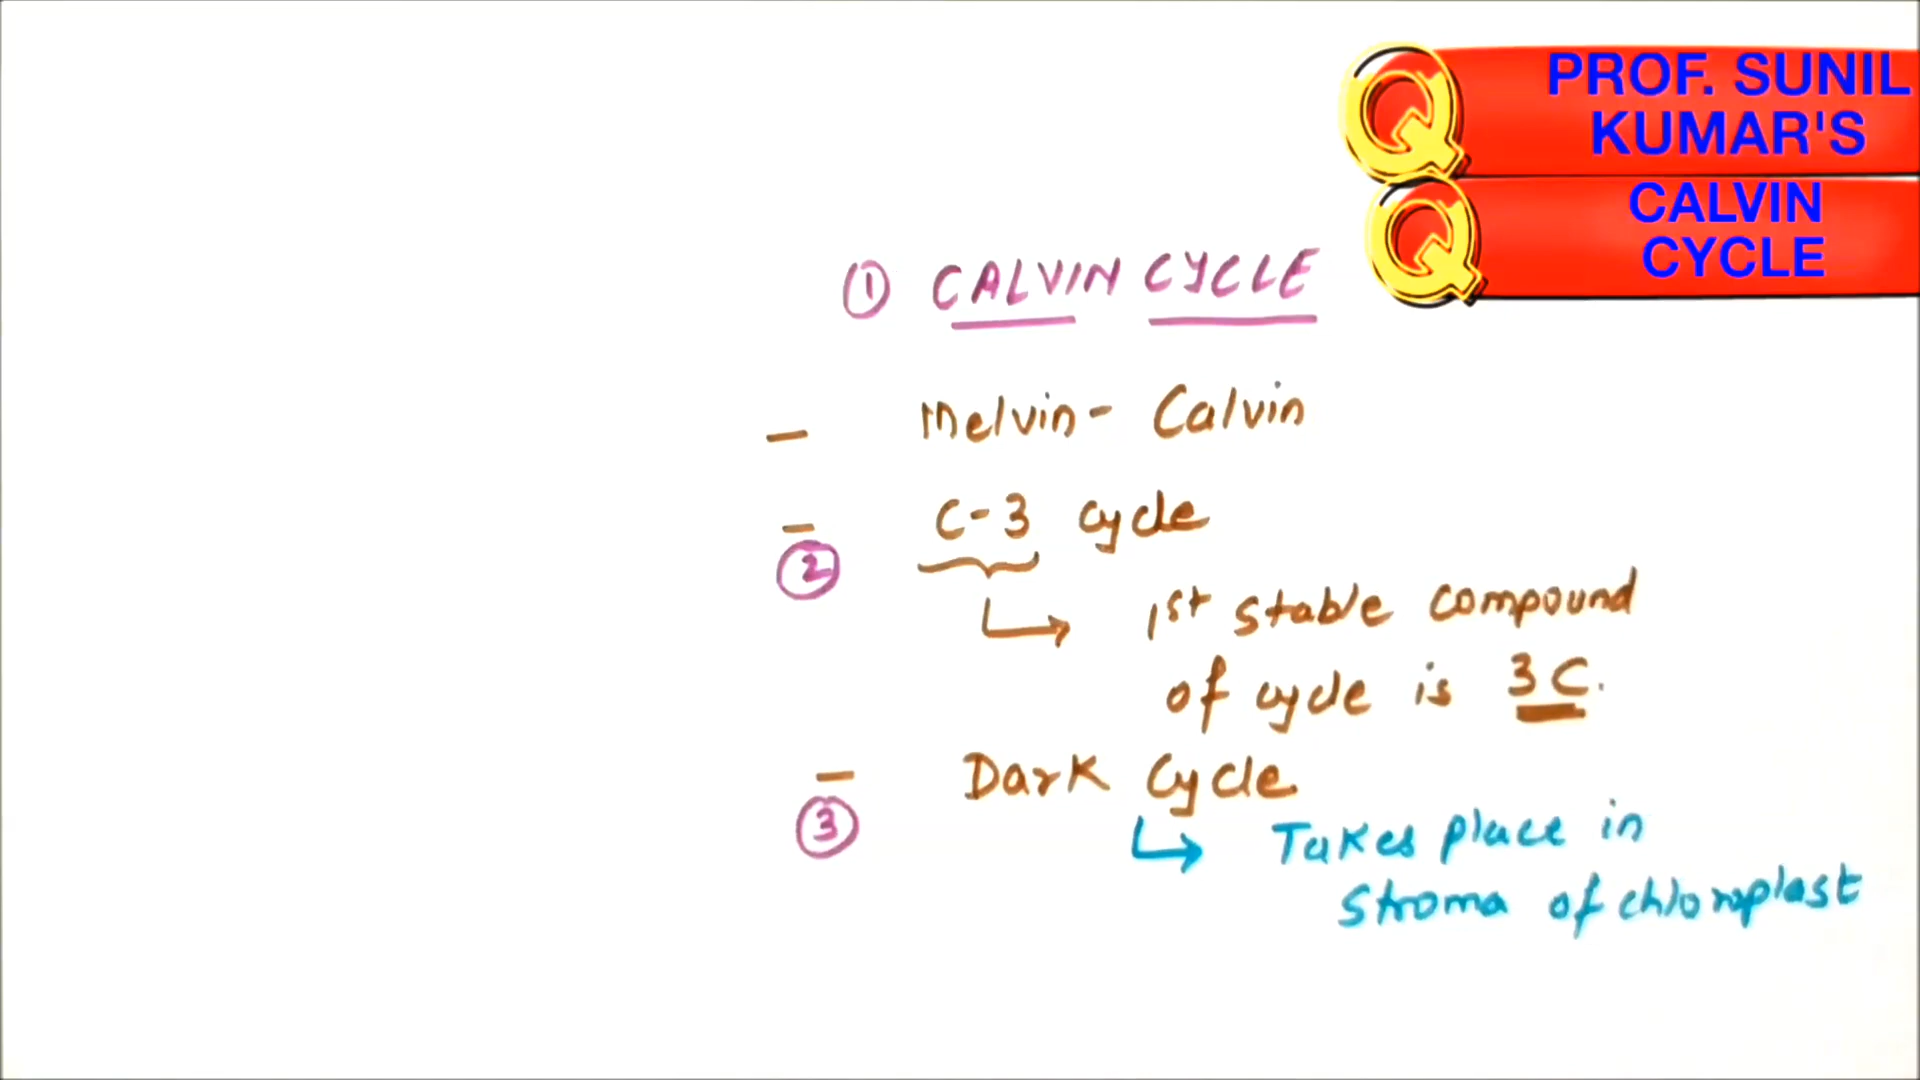 PROF. SUNIL
KUMAR'S
CALVIN
CYCLE
① CALVIN CYCLE
- Melvin - Calvin
- C-3 cycle
②
1st stable compound
of cycle is 3C.
- Dark Cycle
③
Takes place in
stroma of chloroplast